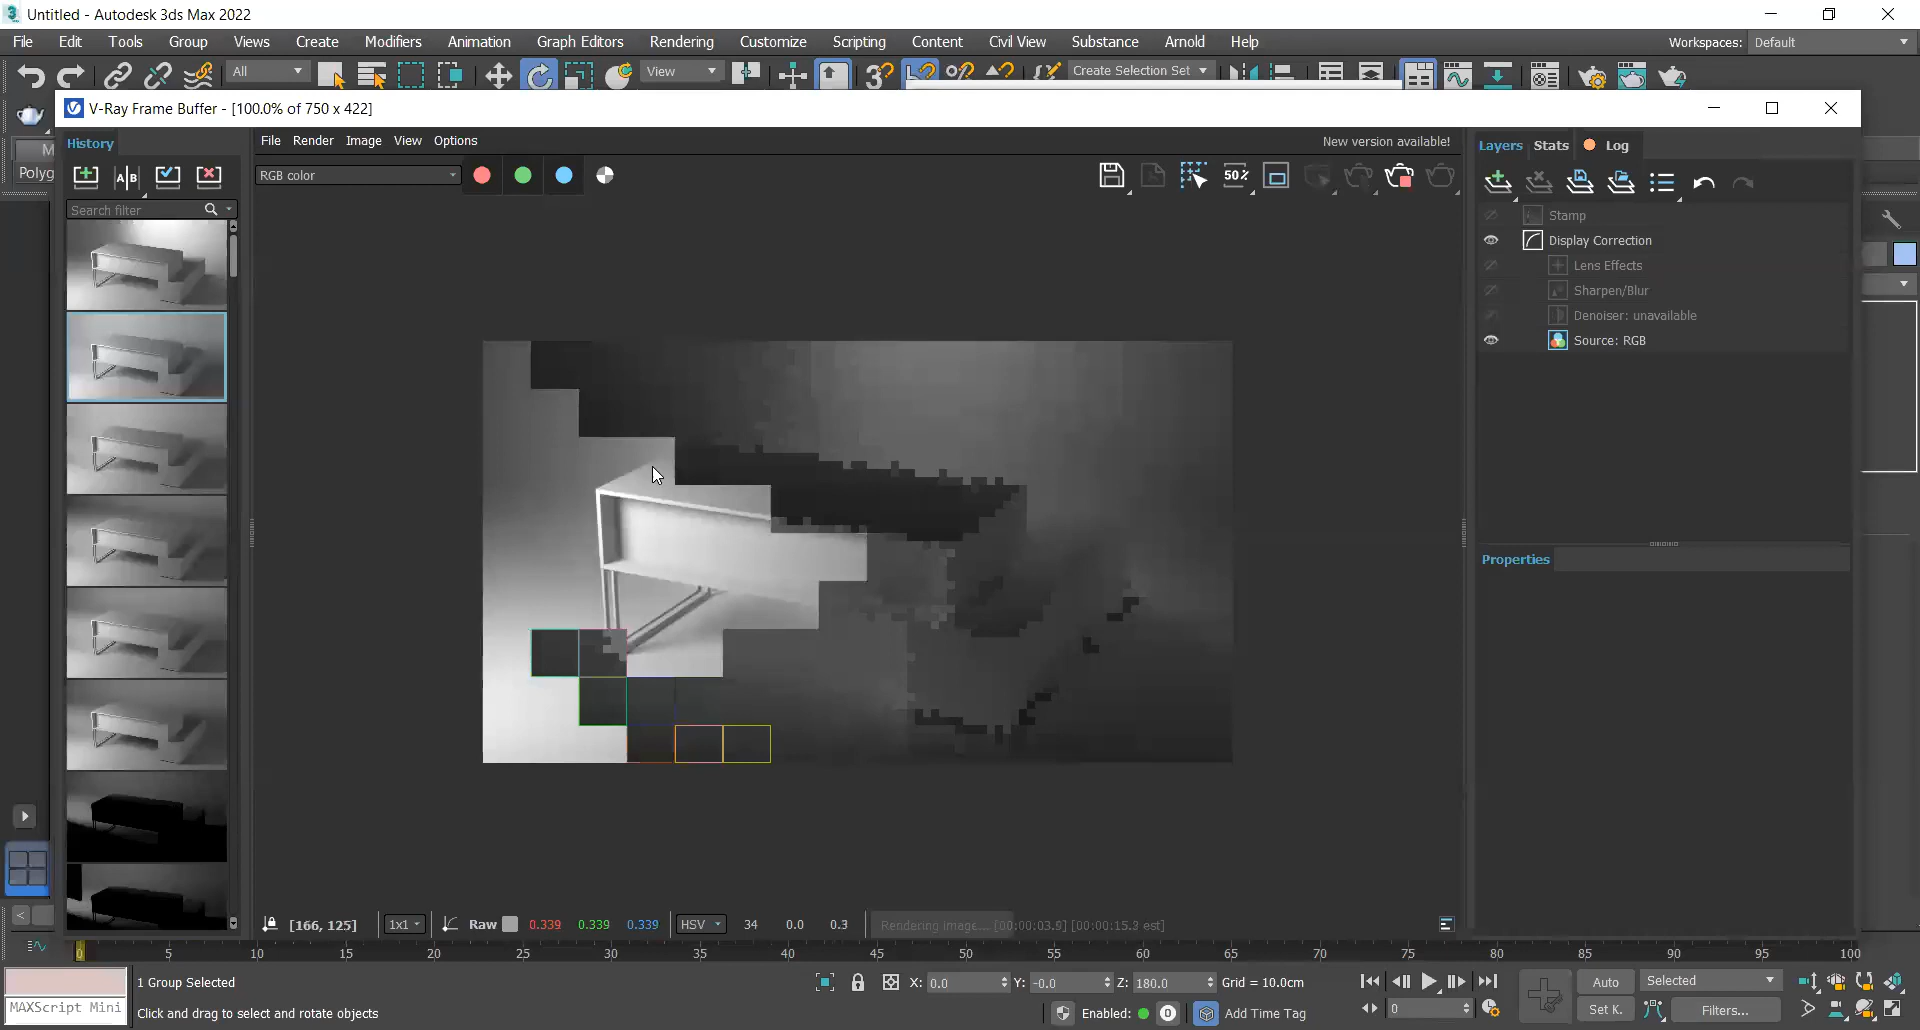 Untitled - Autodesk 3ds Max 2022
File Edit Tools Group Views Create Modifiers Animation Graph Editors Rendering Customize Scripting Content Civil View Substance Arnold Help Workspaces: Default
All View Create Selection Set
V-Ray Frame Buffer - [100.0% of 750 x 422]
History File Render Image View Options New version available! Layers Stats Log
RGB color 50%
Search filter
Polyg
Stamp
Display Correction
Lens Effects
Sharpen/Blur
Denoiser: unavailable
Source: RGB
Properties
[166, 125] 1x1 Raw 0.339 0.339 0.339 HSV 34 0.0 0.3 Rendering image... [00:00:03.9] [00:00:15.3 est]
0 5 10 15 20 25 30 35 40 45 50 55 60 65 70 75 80 85 90 95 100
1 Group Selected X: 0.0 Y: -0.0 Z: 180.0 Grid = 10.0cm Auto Selected
MAXScript Mini Click and drag to select and rotate objects Enabled: 0 Add Time Tag 0 Set K. Filters...